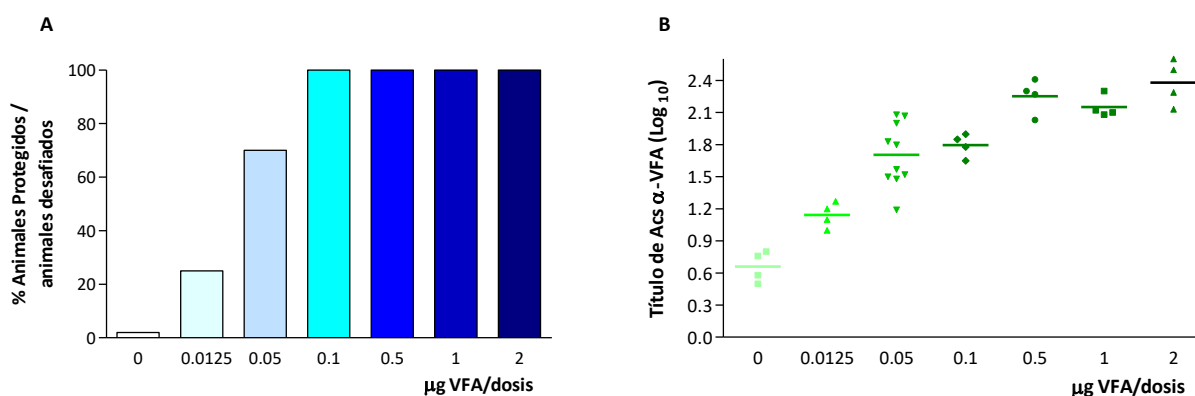 A
% Animales Protegidos /
animales desafiados
100
80
60
40
20
0
0 0.0125 0.05 0.1 0.5 1 2
µg VFA/dosis
B
Título de Acs α-VFA (Log 10)
2.4
2.1
1.8
1.5
1.2
0.9
0.6
0.3
0.0
0 0.0125 0.05 0.1 0.5 1 2
µg VFA/dosis